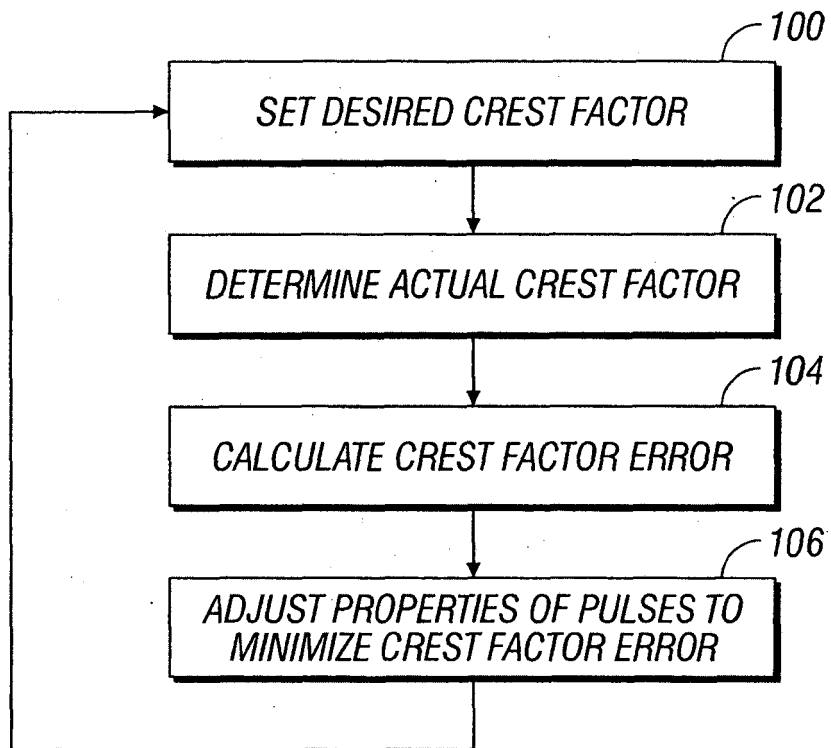 100
SET DESIRED CREST FACTOR
102
DETERMINE ACTUAL CREST FACTOR
104
CALCULATE CREST FACTOR ERROR
106
ADJUST PROPERTIES OF PULSES TO
MINIMIZE CREST FACTOR ERROR